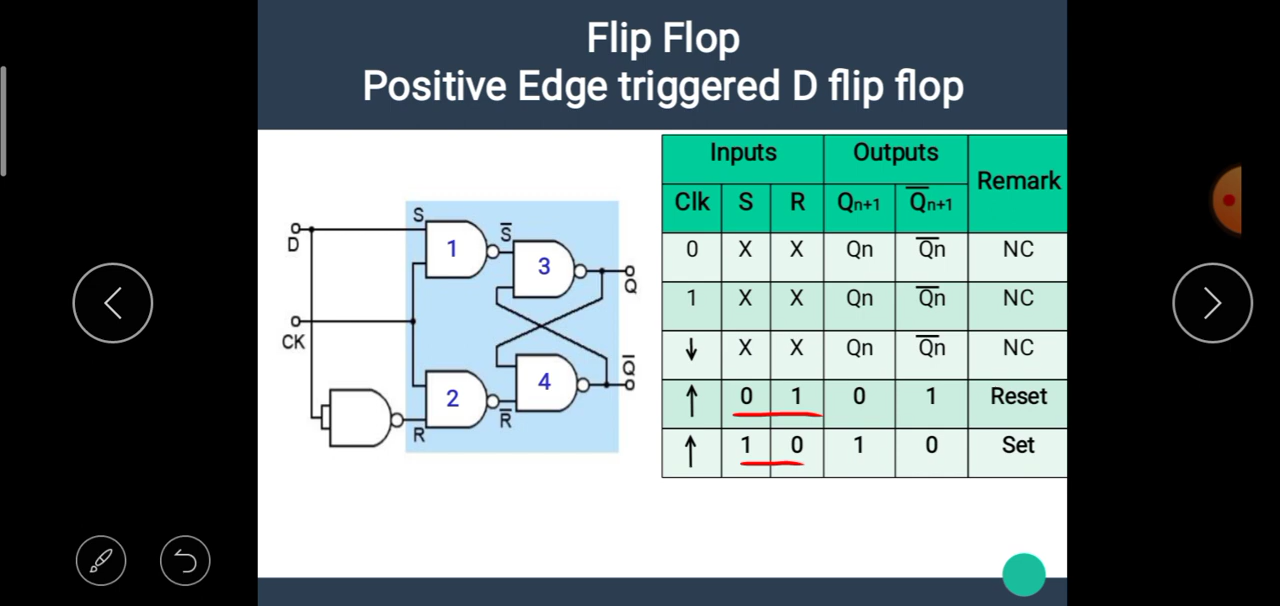 Flip Flop
Positive Edge triggered D flip flop
Inputs Outputs Remark
Clk S R Qn+1 Q̅n+1
0 X X Qn Q̅n NC
1 X X Qn Q̅n NC
↓ X X Qn Q̅n NC
↑ 0 1 0 1 Reset
↑ 1 0 1 0 Set
S
D
1
S̅
3
Q
CK
2
R
R̅
4
Q̅